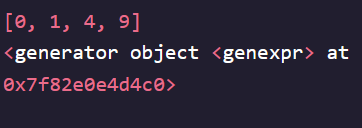 [0, 1, 4, 9]
<generator object <genexpr> at
0x7f82e0e4d4c0>